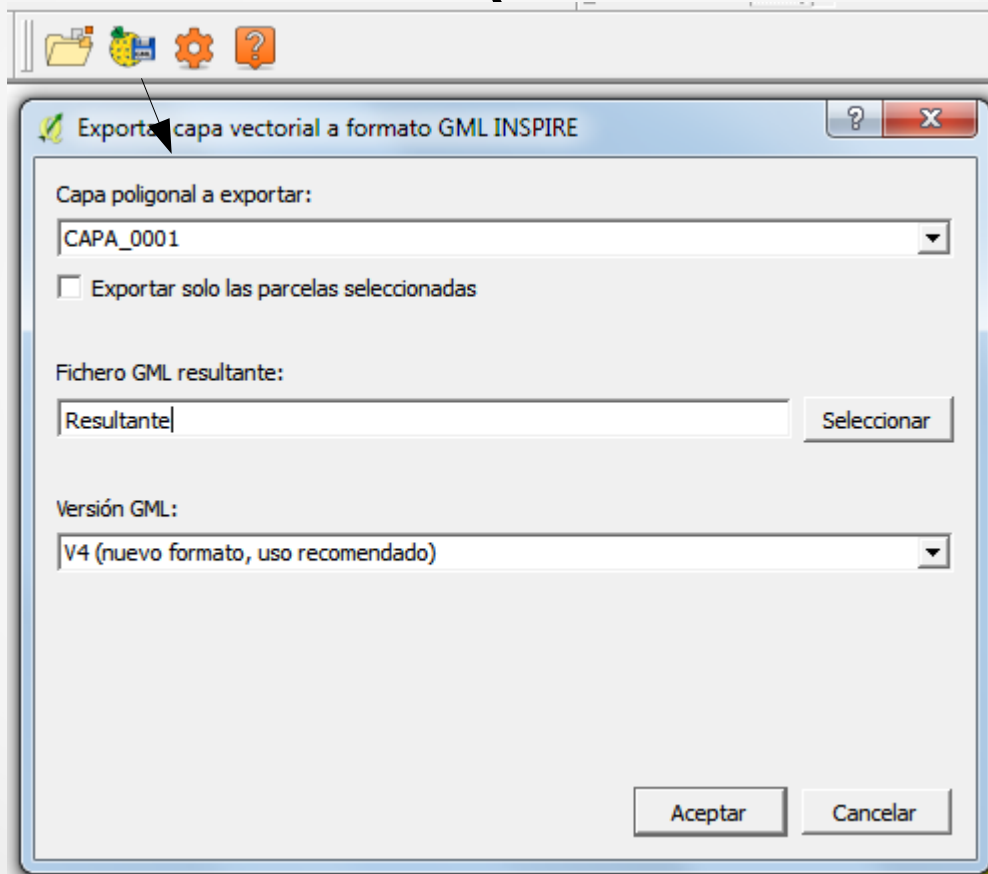 Exportar capa vectorial a formato GML INSPIRE
Capa poligonal a exportar:
CAPA_0001
Exportar solo las parcelas seleccionadas
Fichero GML resultante:
Resultante
Seleccionar
Versión GML:
V4 (nuevo formato, uso recomendado)
Aceptar
Cancelar